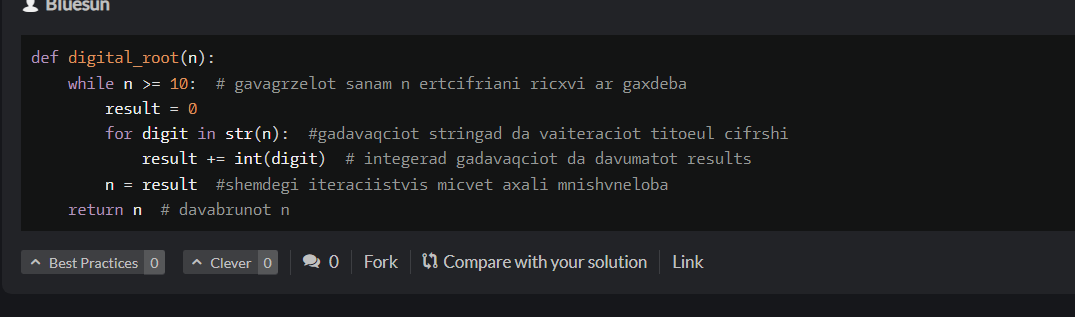 Bluesun
def digital_root(n):
    while n >= 10:  # gavagrzelot sanam n ertcifriani ricxvi ar gaxdeba
        result = 0
        for digit in str(n):  #gadavaqciot stringad da vaiteraciot titoeul cifrshi
            result += int(digit)  # integerad gadavaqciot da davumatot results
        n = result  #shemdegi iteraciistvis micvet axali mnishvneloba
    return n  # davabrunot n
Best Practices 0 Clever 0 0 Fork Compare with your solution Link